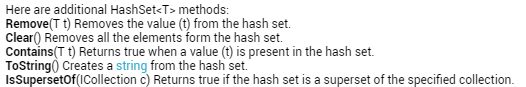 Here are additional HashSet<T> methods:
Remove(T t) Removes the value (t) from the hash set.
Clear() Removes all the elements form the hash set.
Contains(T t) Returns true when a value (t) is present in the hash set.
ToString() Creates a string from the hash set.
IsSupersetOf(ICollection c) Returns true if the hash set is a superset of the specified collection.